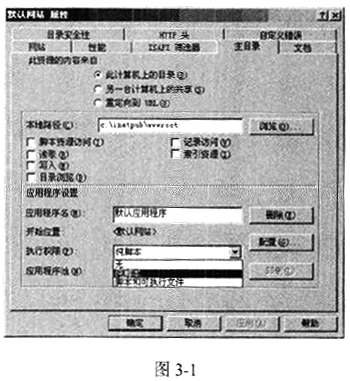 默认网站 属性
目录安全性 HTTP 头 自定义错误
网站 性能 ISAPI 筛选器 主目录 文档
此资源的内容来自
此计算机上的目录(D)
另一台计算机上的共享(S)
重定向到 URL(U)
本地路径(C): c:\inetpub\wwwroot 浏览(O)...
脚本资源访问(T) 记录访问(V)
读取(R) 索引资源(I)
写入(W)
目录浏览(B)
应用程序设置
应用程序名(M): 默认应用程序 删除(E)
开始位置: <默认网站>
执行权限(P): 纯脚本 配置(G)...
无
应用程序池(N):
脚本和可执行文件
确定 取消 应用(A) 帮助
图 3-1